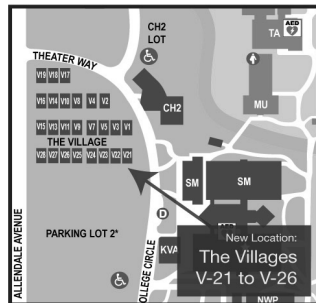 CH2
LOT
TA
AED
THEATER WAY
V19 V18 V17
V16 V14 V10 V8 V4 V2
CH2
MU
V15 V13 V11 V9 V7 V5 V3 V1
THE VILLAGE
V28 V27 V26 V25 V24 V23 V22 V21
SM
SM
D
ALLENDALE AVENUE
PARKING LOT 2*
COLLEGE CIRCLE
KVA
New Location:
The Villages
V-21 to V-26
NWP